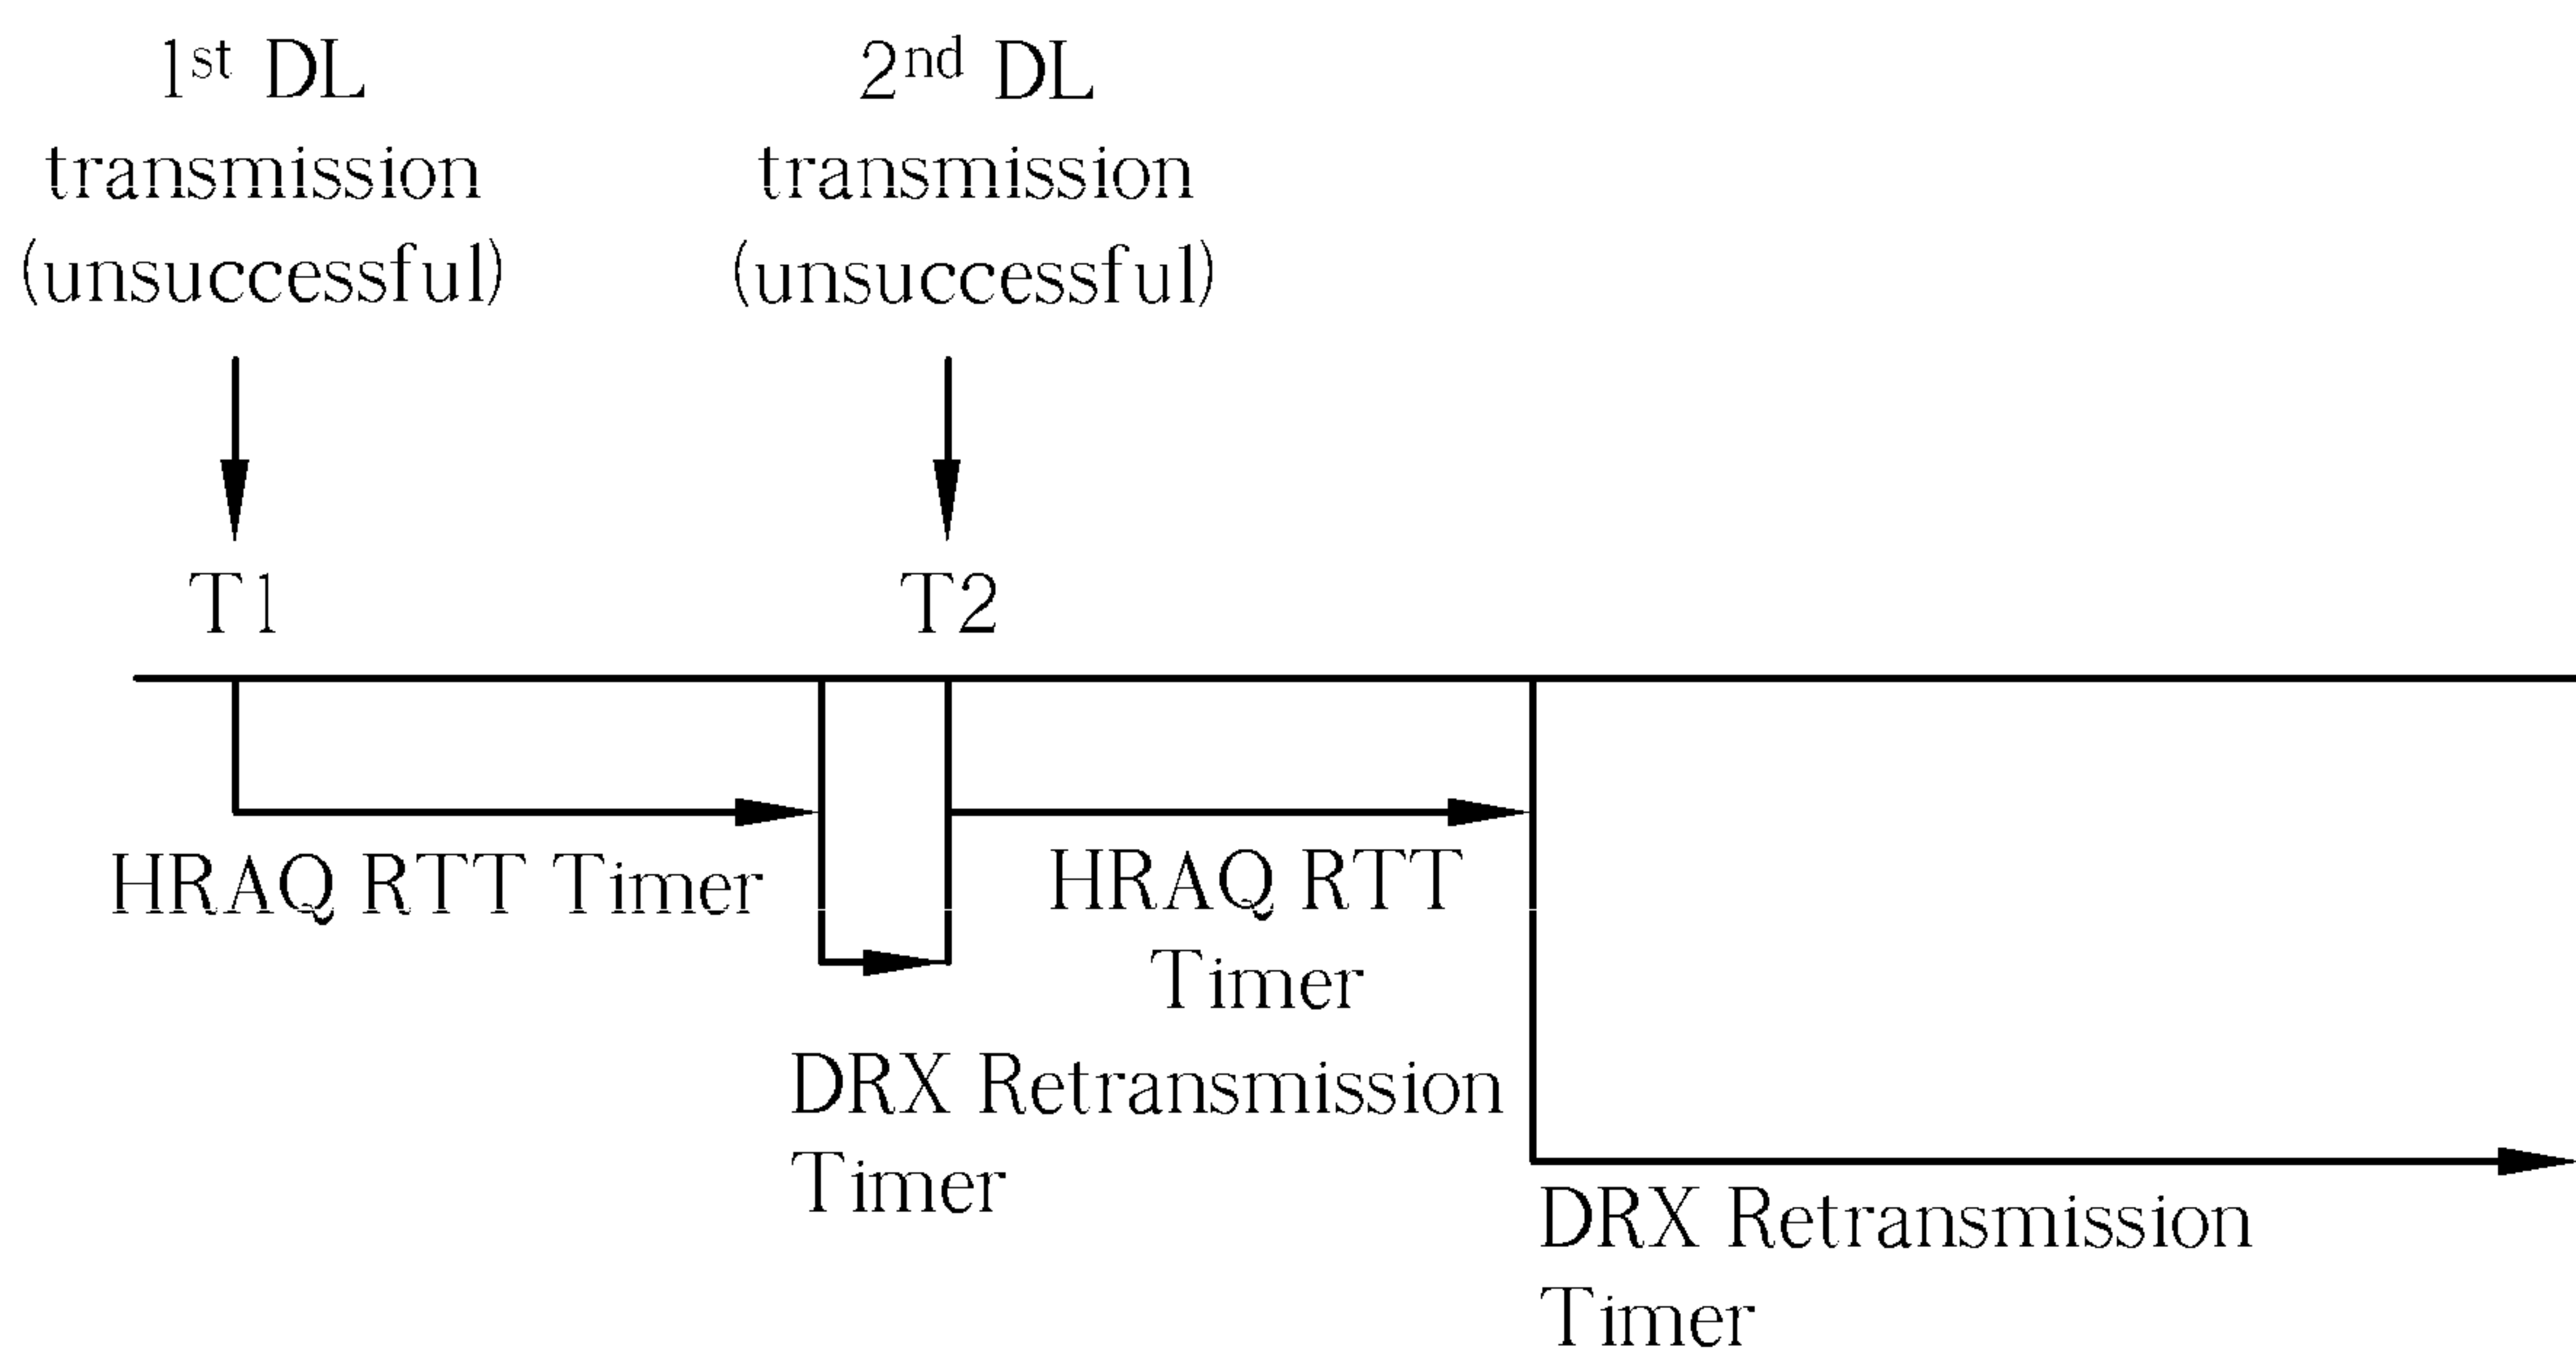 1st DL
transmission
(unsuccessful)
2nd DL
transmission
(unsuccessful)
T1
T2
HRAQ RTT Timer
HRAQ RTT
Timer
DRX Retransmission
Timer
DRX Retransmission
Timer